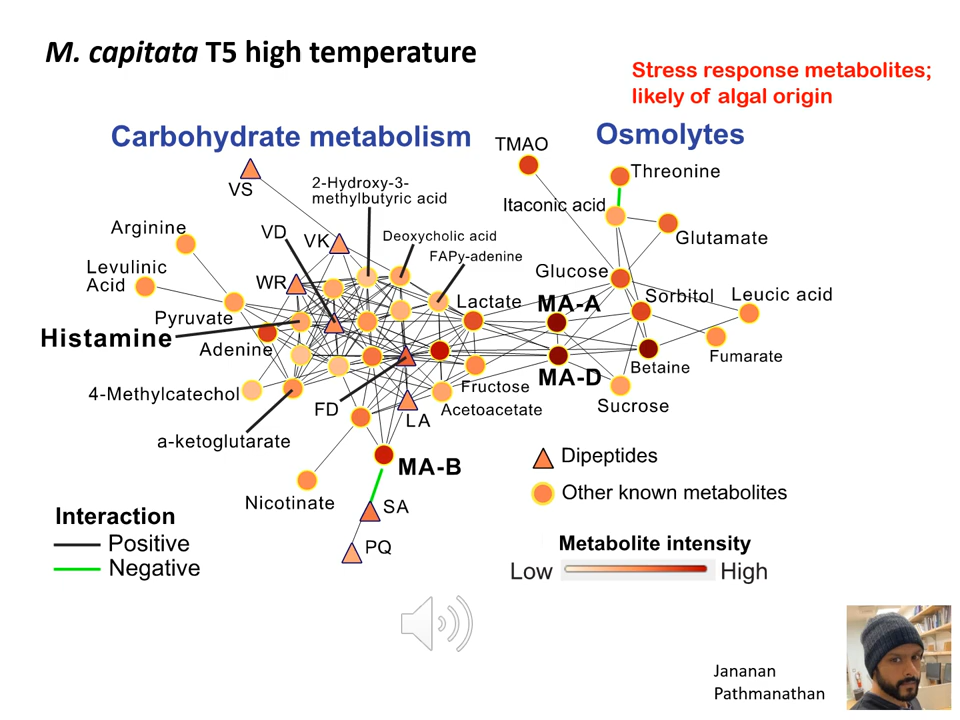 M. capitata T5 high temperature
Stress response metabolites;
likely of algal origin
Carbohydrate metabolism
Osmolytes
TMAO
Threonine
VS
2-Hydroxy-3-
methylbutyric acid
Itaconic acid
Arginine
VD
VK
Deoxycholic acid
Glutamate
FAPy-adenine
Levulinic
Acid
WR
Glucose
Lactate
MA-A
Sorbitol
Leucic acid
Pyruvate
Histamine
Adenine
Fumarate
Betaine
MA-D
Fructose
4-Methylcatechol
FD
LA
Acetoacetate
Sucrose
a-ketoglutarate
MA-B
Dipeptides
Nicotinate
SA
Other known metabolites
Interaction
Positive
Negative
PQ
Metabolite intensity
Low
High
Jananan
Pathmanathan